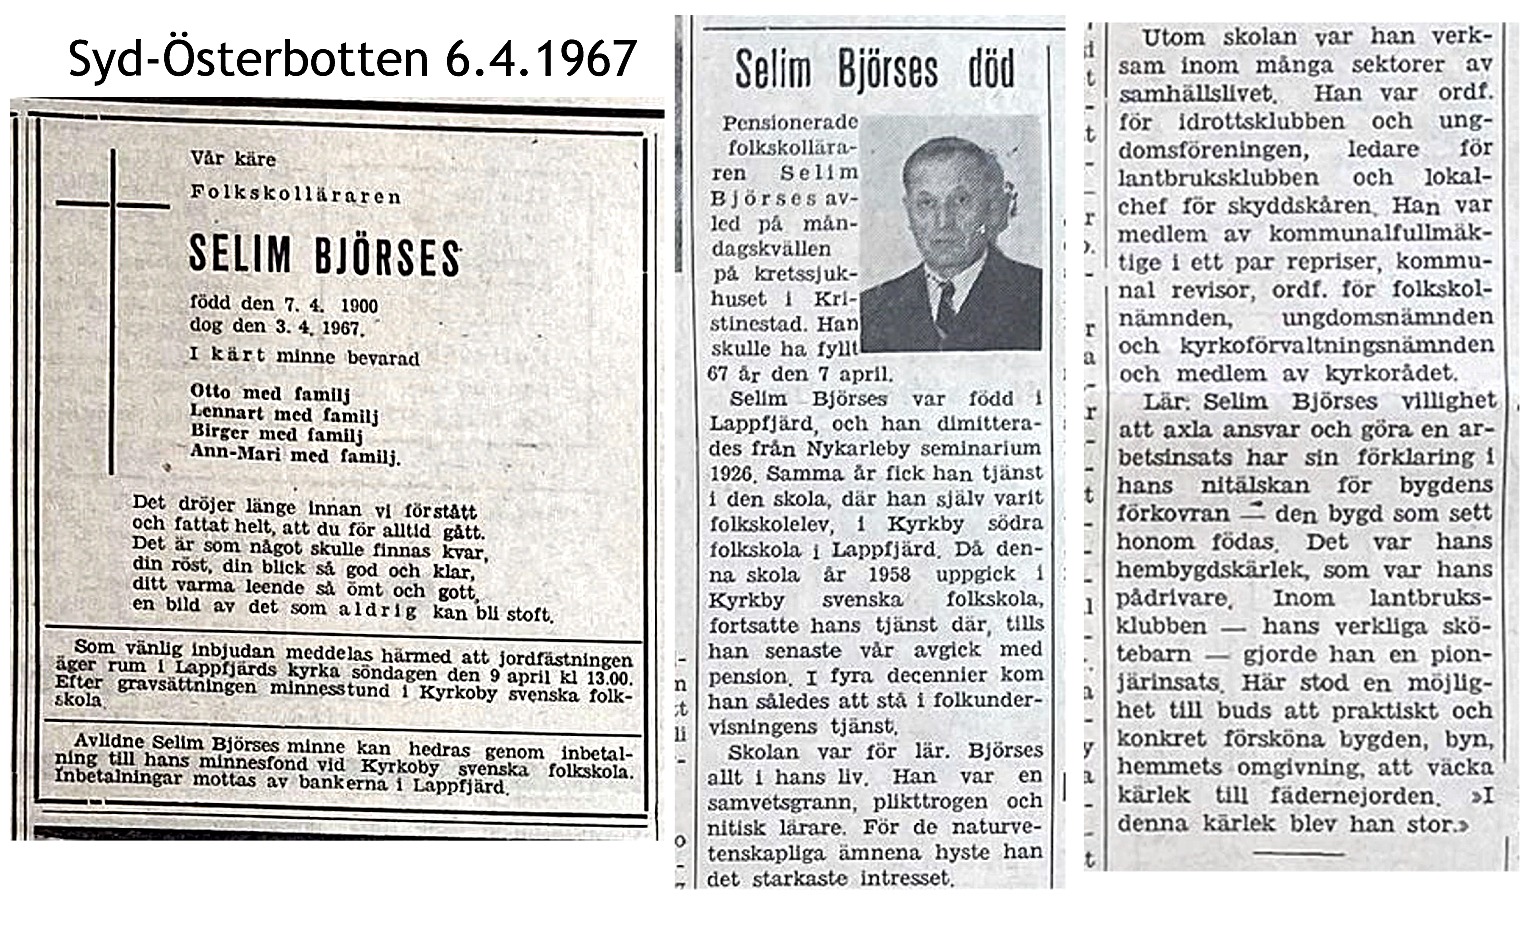 Syd-Österbotten 6.4.1967
Vår käre
Folkskolläraren
SELIM BJÖRSES
född den 7. 4. 1900
dog den 3. 4. 1967.
I kärt minne bevarad
Otto med familj
Lennart med familj
Birger med familj
Ann-Mari med familj.
Det dröjer länge innan vi förstått
och fattat helt, att du för alltid gått.
Det är som något skulle finnas kvar,
din röst, din blick så god och klar,
ditt varma leende så ömt och gott,
en bild av det som aldrig kan bli stoft.
Som vänlig inbjudan meddelas härmed att jordfästningen
äger rum i Lappfjärds kyrka söndagen den 9 april kl 13.00.
Efter gravsättningen minnesstund i Kyrkoby svenska folk-
skola.
Avlidne Selim Björses minne kan hedras genom inbetal-
ning till hans minnesfond vid Kyrkoby svenska folkskola.
Inbetalningar mottas av bankerna i Lappfjärd.
Selim Björses död
Pensionerade
folkskollära-
ren Selim
Björses av-
led på mån-
dagskvällen
på kretssjuk-
huset i Kri-
stinestad. Han
skulle ha fyllt
67 år den 7 april.
Selim Björses var född i
Lappfjärd, och han dimittera-
des från Nykarleby seminarium
1926. Samma år fick han tjänst
i den skola, där han själv varit
folkskolelev, i Kyrkby södra
folkskola i Lappfjärd. Då den-
na skola år 1958 uppgick i
Kyrkby svenska folkskola,
fortsatte hans tjänst där, tills
han senaste vår avgick med
pension. I fyra decennier kom
han således att stå i folkunder-
visningens tjänst.
Skolan var för lär. Björses
allt i hans liv. Han var en
samvetsgrann, plikttrogen och
nitisk lärare. För de naturve-
tenskapliga ämnena hyste han
det starkaste intresset.
Utom skolan var han verk-
sam inom många sektorer av
samhällslivet. Han var ordf.
för idrottsklubben och ung-
domsföreningen, ledare för
lantbruksklubben och lokal-
chef för skyddskåren. Han var
medlem av kommunalfullmäk-
tige i ett par repriser, kommu-
nal revisor, ordf. för folkskol-
nämnden, ungdomsnämnden
och kyrkoförvaltningsnämnden
och medlem av kyrkorådet.
Lär. Selim Björses villighet
att axla ansvar och göra en ar-
betsinsats har sin förklaring i
hans nitälskan för bygdens
förkovran — den bygd som sett
honom födas. Det var hans
hembygdskärlek, som var hans
pådrivare. Inom lantbruks-
klubben — hans verkliga skö-
tebarn — gjorde han en pion-
järinsats. Här stod en möjlig-
het till buds att praktiskt och
konkret försköna bygden, byn,
hemmets omgivning, att väcka
kärlek till fädernejorden. »I
denna kärlek blev han stor.»